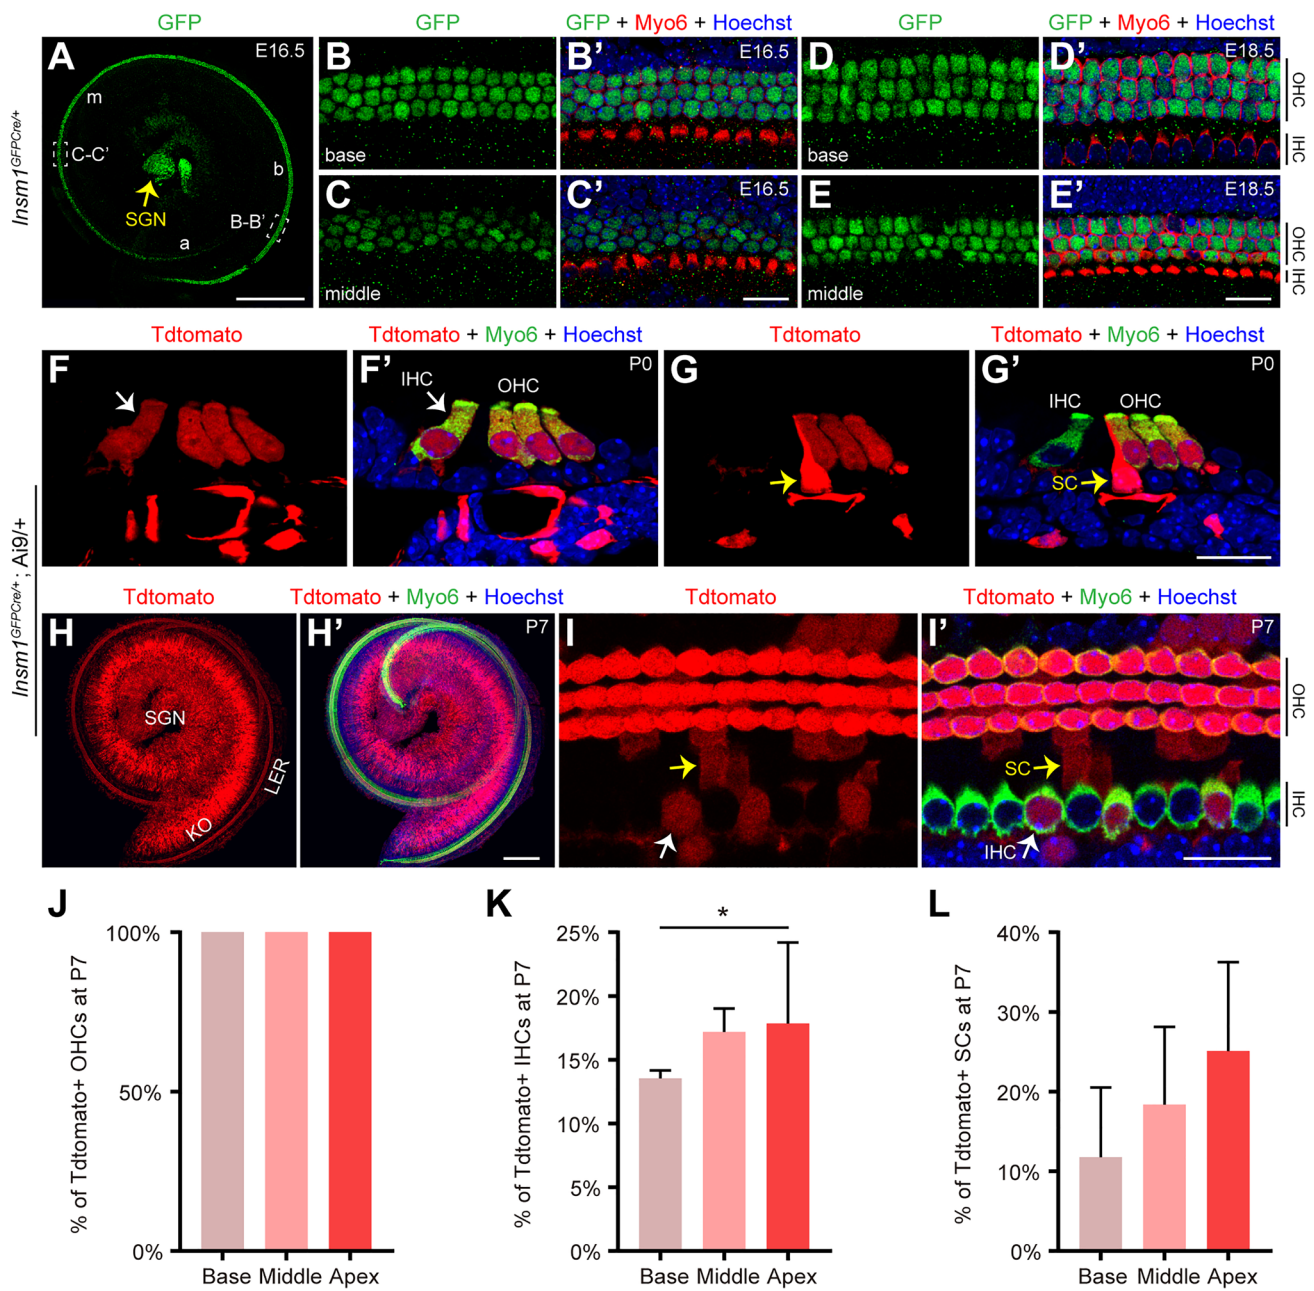 GFP
GFP + Myo6 + Hoechst
GFP
GFP + Myo6 + Hoechst
Insm1GFPCre/+
A
E16.5
m
C-C’
b
B-B’
SGN
a
B
base
B’
E16.5
D
base
D’
E18.5
OHC
IHC
C
middle
C’
E16.5
E
middle
E’
E18.5
OHC
IHC
Tdtomato
Tdtomato + Myo6 + Hoechst
Tdtomato
Tdtomato + Myo6 + Hoechst
Insm1GFPCre/+; Ai9/+
F
F’
P0
IHC
OHC
G
G’
P0
IHC
OHC
SC
Tdtomato
Tdtomato + Myo6 + Hoechst
Tdtomato
Tdtomato + Myo6 + Hoechst
H
SGN
LER
KO
H’
P7
I
I’
P7
SC
IHC
OHC
IHC
J
% of Tdtomato+ OHCs at P7
100%
50%
0%
Base Middle Apex
K
% of Tdtomato+ IHCs at P7
*
25%
20%
15%
10%
5%
0%
Base Middle Apex
L
% of Tdtomato+ SCs at P7
40%
30%
20%
10%
0%
Base Middle Apex